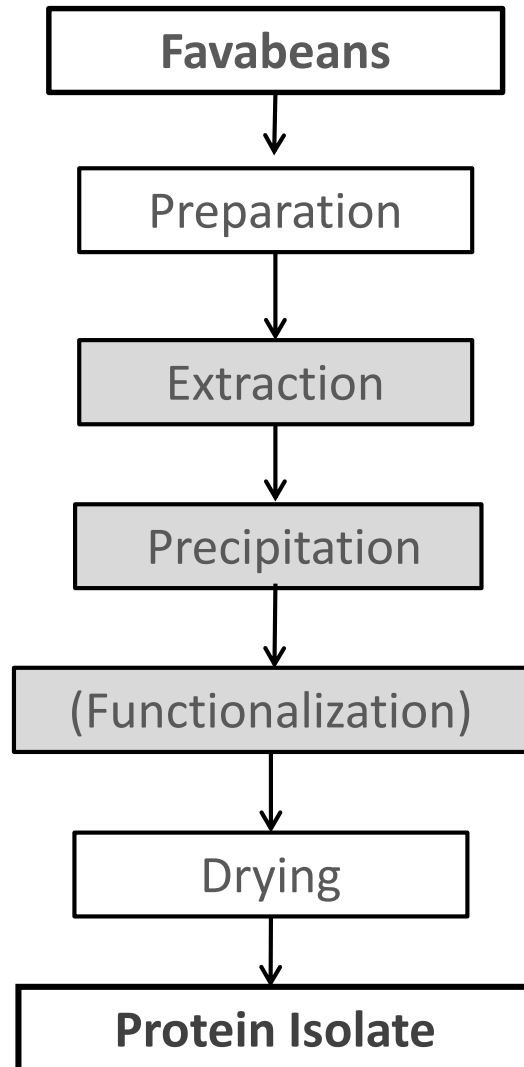 Favabeans
Preparation
Extraction
Precipitation
(Functionalization)
Drying
Protein Isolate